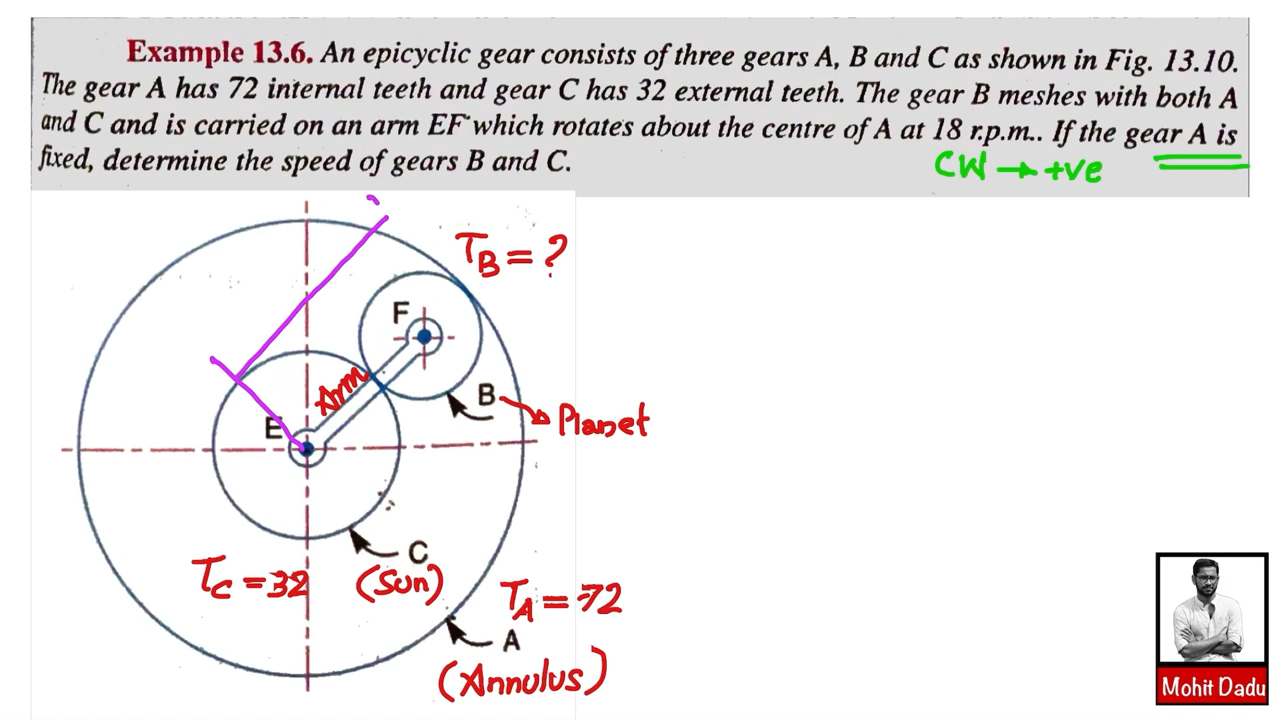 Example 13.6. An epicyclic gear consists of three gears A, B and C as shown in Fig. 13.10.
The gear A has 72 internal teeth and gear C has 32 external teeth. The gear B meshes with both A
and C and is carried on an arm EF which rotates about the centre of A at 18 r.p.m.. If the gear A is
fixed, determine the speed of gears B and C.
CW → +ve
TB = ?
F
Arm
B
Planet
E
C
TC = 32
(Sun)
TA = 72
A
(Annulus)
Mohit Dadu